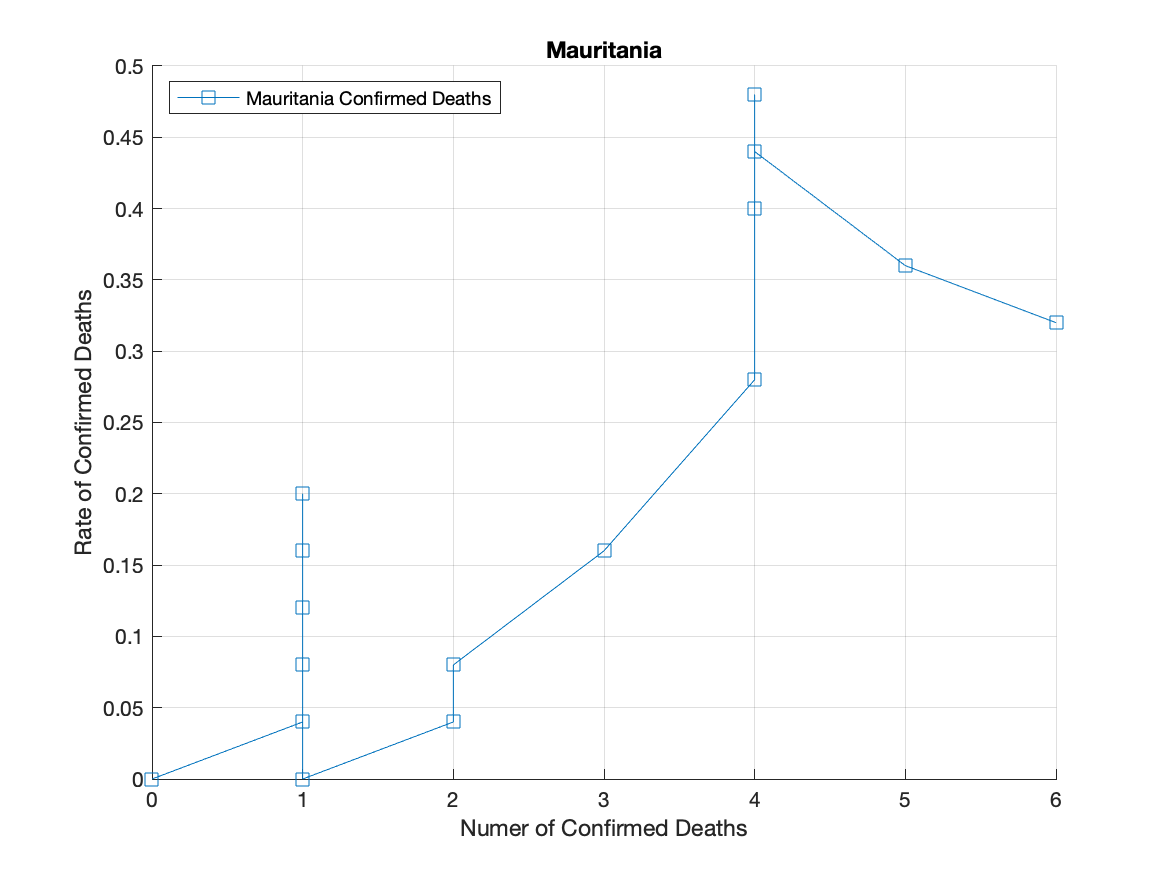 Mauritania
Mauritania Confirmed Deaths
0.5
0.45
0.4
0.35
0.3
0.25
0.2
0.15
0.1
0.05
0
Rate of Confirmed Deaths
0 1 2 3 4 5 6
Numer of Confirmed Deaths